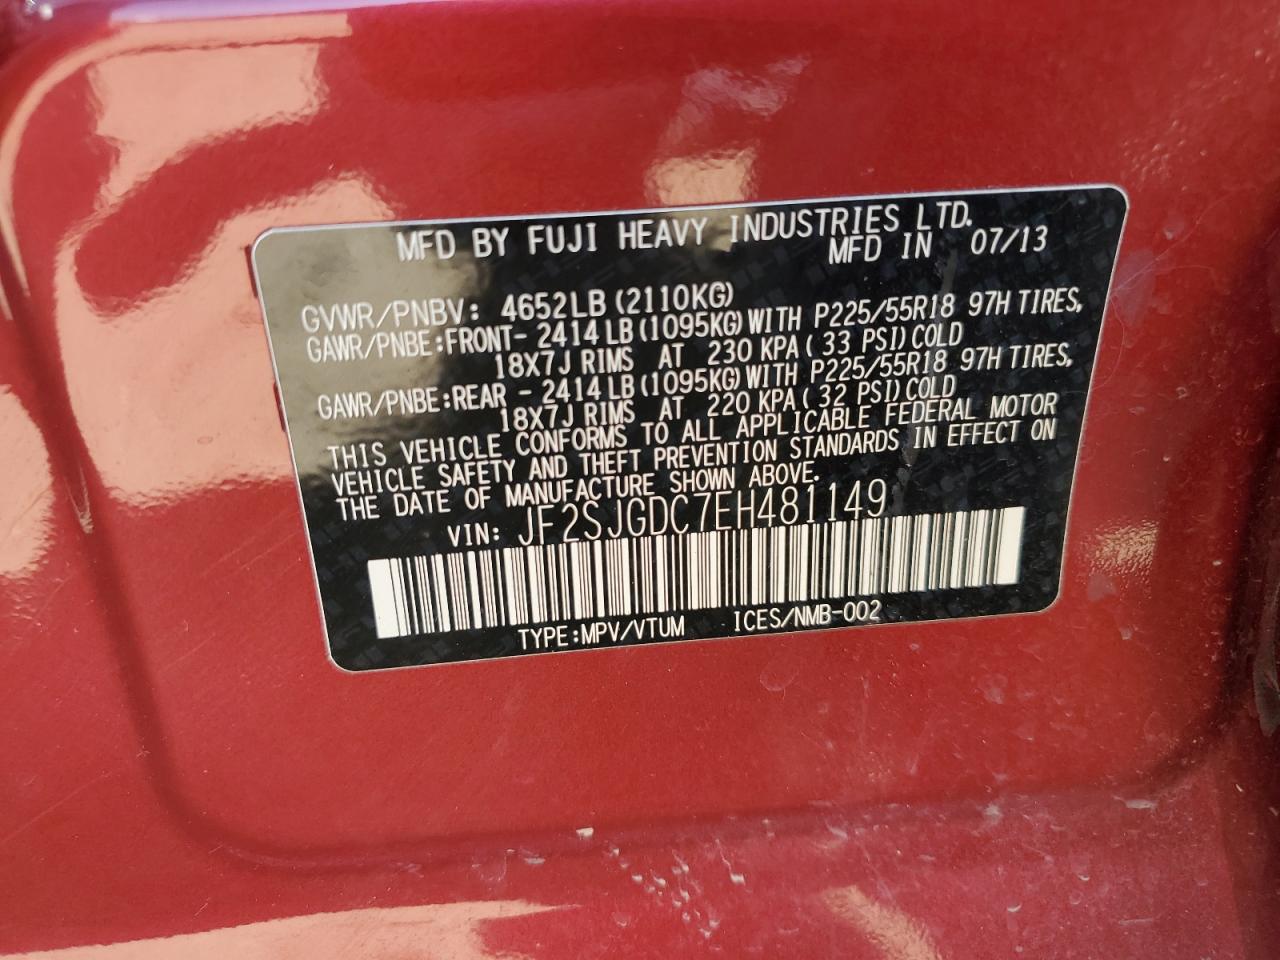 MFD BY FUJI HEAVY INDUSTRIES LTD.
MFD IN 07/13
GVWR/PNBV: 4652LB (2110KG)
GAWR/PNBE:FRONT- 2414LB (1095KG) WITH P225/55R18 97H TIRES,
18X7J RIMS AT 230 KPA ( 33 PSI) COLD
GAWR/PNBE:REAR - 2414LB (1095KG) WITH P225/55R18 97H TIRES,
18X7J RIMS AT 220 KPA ( 32 PSI) COLD
THIS VEHICLE CONFORMS TO ALL APPLICABLE FEDERAL MOTOR
VEHICLE SAFETY AND THEFT PREVENTION STANDARDS IN EFFECT ON
THE DATE OF MANUFACTURE SHOWN ABOVE.
VIN: JF2SJGDC7EH481149
TYPE:MPV/VTUM ICES/NMB-002